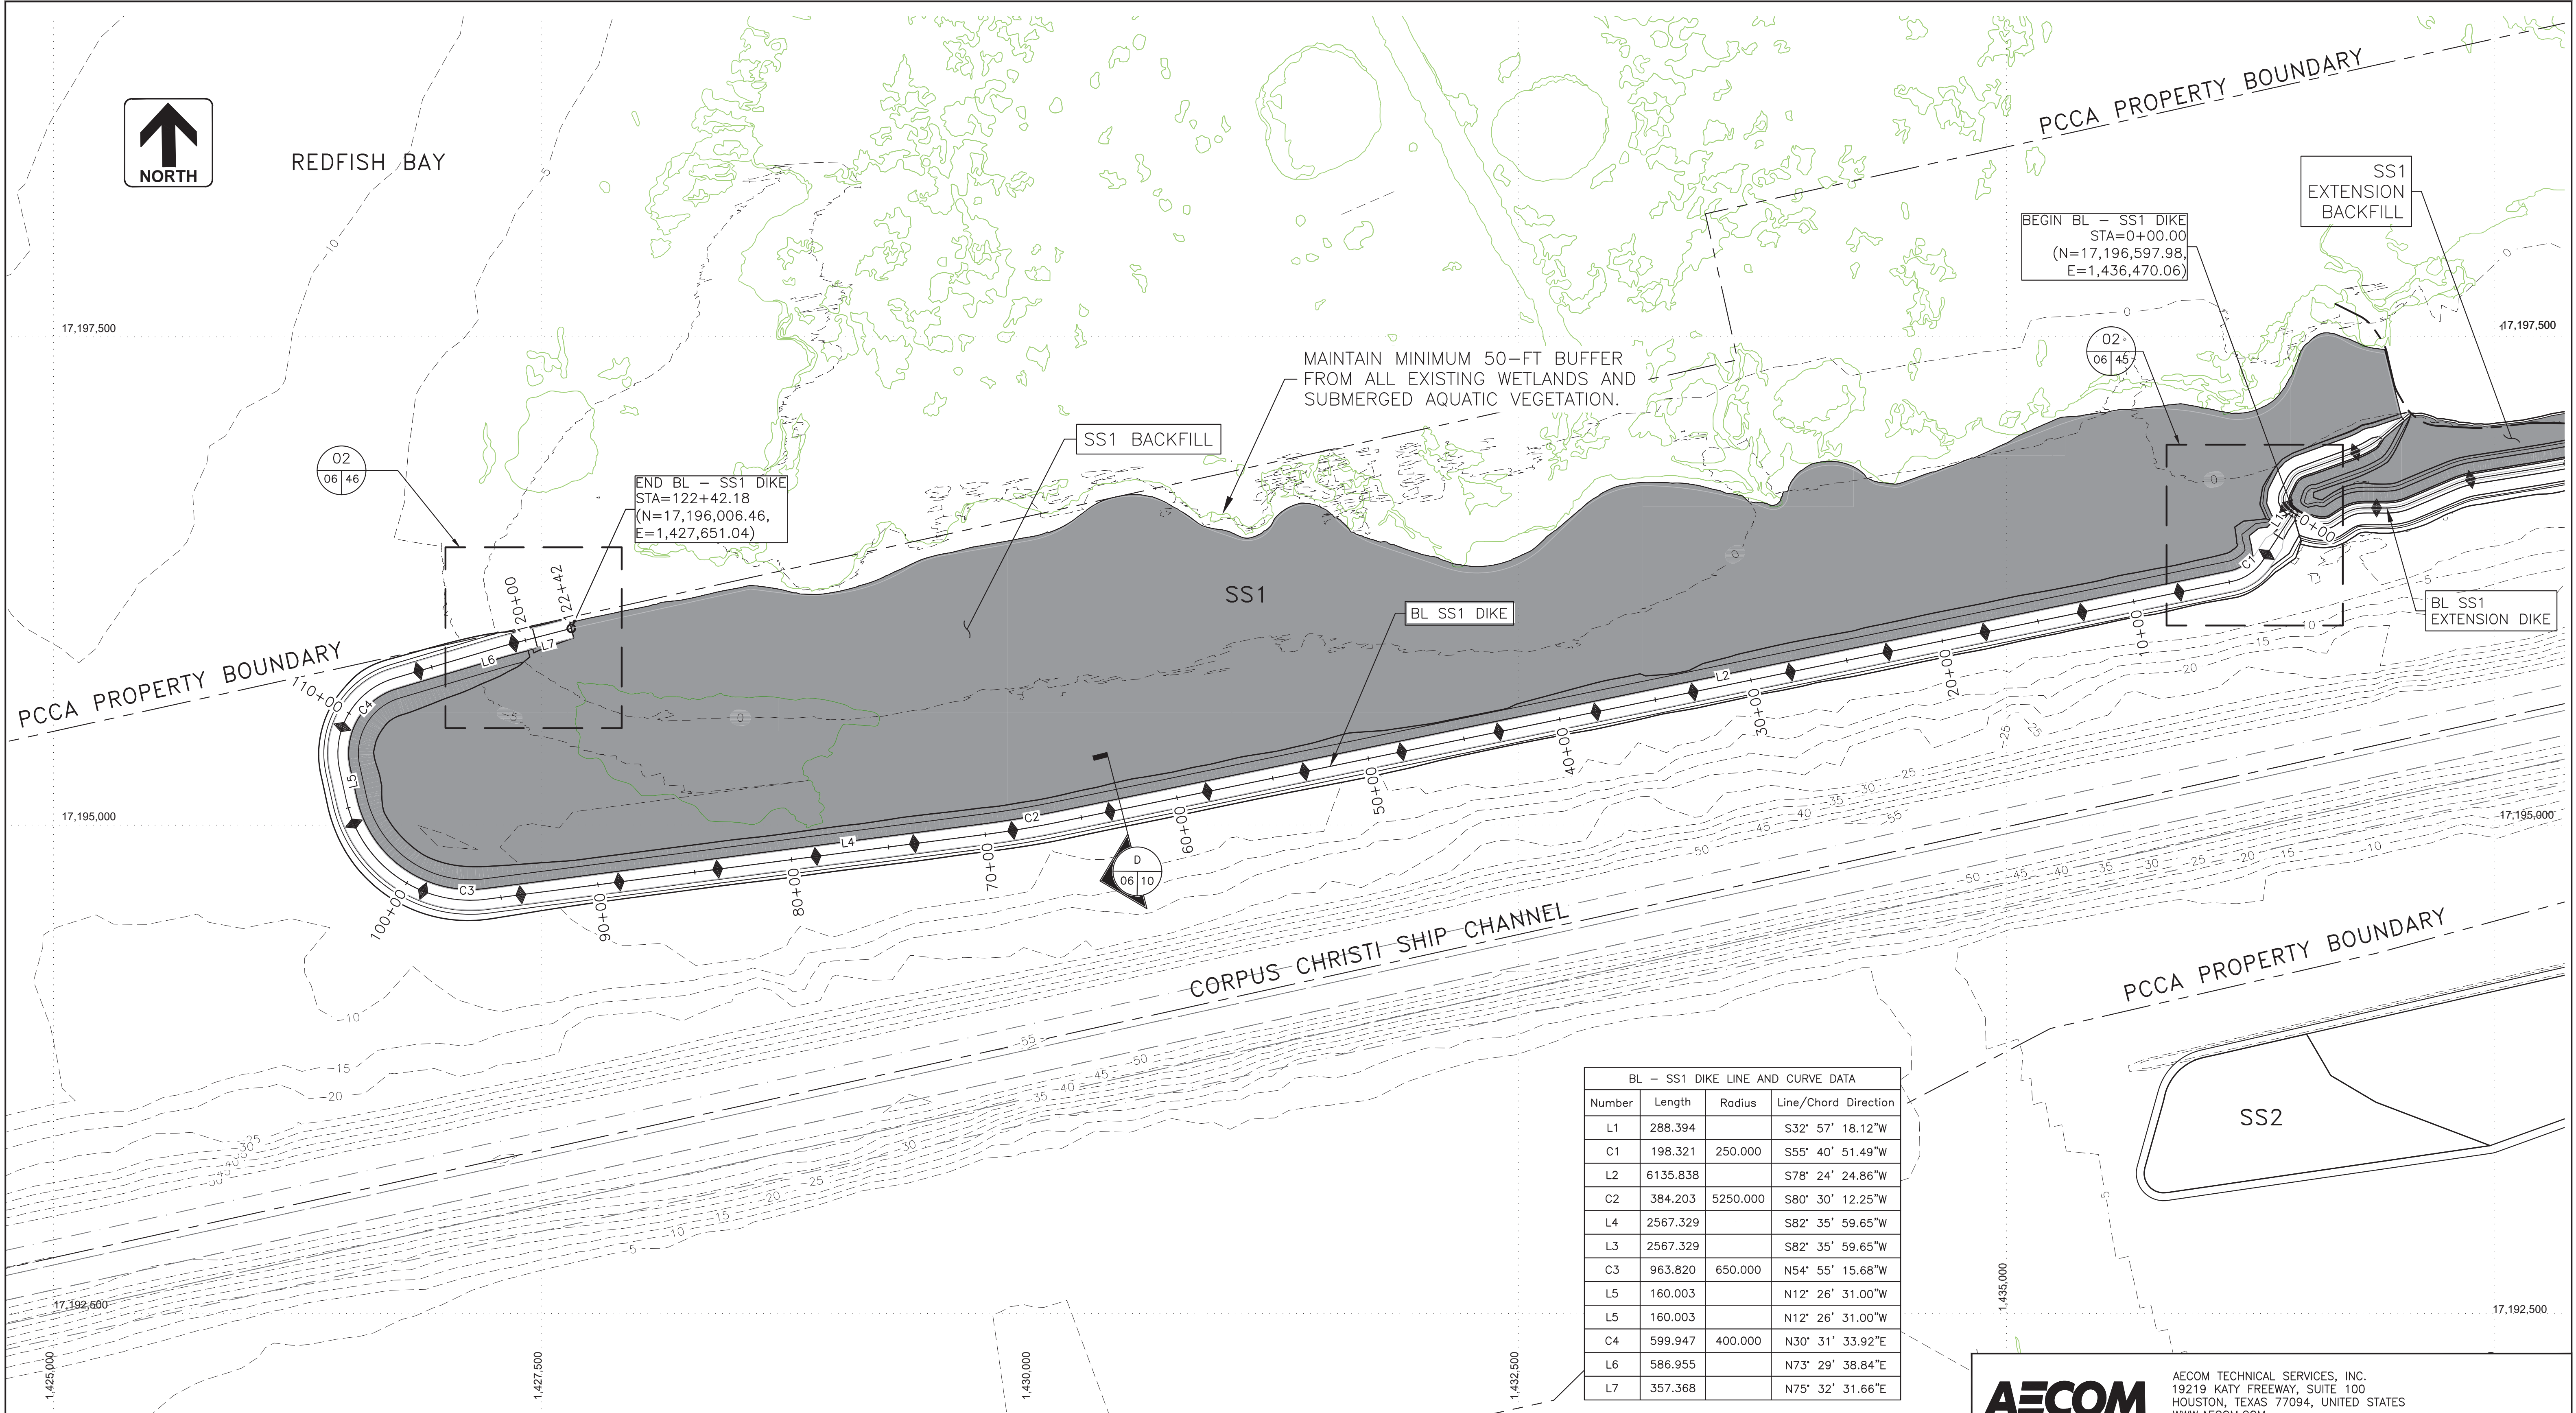 NORTH
REDFISH BAY
PCCA PROPERTY BOUNDARY
SS1
EXTENSION
BACKFILL
BEGIN BL – SS1 DIKE
STA=0+00.00
(N=17,196,597.98,
E=1,436,470.06)
17,197,500
17,197,500
02
06 45
MAINTAIN MINIMUM 50–FT BUFFER
FROM ALL EXISTING WETLANDS AND
SUBMERGED AQUATIC VEGETATION.
SS1 BACKFILL
02
06 46
END BL – SS1 DIKE
STA=122+42.18
(N=17,196,006.46,
E=1,427,651.04)
SS1
BL SS1 DIKE
BL SS1
EXTENSION DIKE
PCCA PROPERTY BOUNDARY
122+42
120+00
110+00
100+00
90+00
80+00
70+00
60+00
50+00
40+00
30+00
20+00
10+00
0+00
L1
C1
L2
C2
L4
C3
L5
C4
L6
L7
D
06 10
17,195,000
17,195,000
CORPUS CHRISTI SHIP CHANNEL
PCCA PROPERTY BOUNDARY
SS2
BL – SS1 DIKE LINE AND CURVE DATA
Number Length Radius Line/Chord Direction
L1 288.394 S32° 57' 18.12"W
C1 198.321 250.000 S55° 40' 51.49"W
L2 6135.838 S78° 24' 24.86"W
C2 384.203 5250.000 S80° 30' 12.25"W
L4 2567.329 S82° 35' 59.65"W
L3 2567.329 S82° 35' 59.65"W
C3 963.820 650.000 N54° 55' 15.68"W
L5 160.003 N12° 26' 31.00"W
L5 160.003 N12° 26' 31.00"W
C4 599.947 400.000 N30° 31' 33.92"E
L6 586.955 N73° 29' 38.84"E
L7 357.368 N75° 32' 31.66"E
17,192,500
17,192,500
1,425,000
1,427,500
1,430,000
1,432,500
1,435,000
AECOM
AECOM TECHNICAL SERVICES, INC.
19219 KATY FREEWAY, SUITE 100
HOUSTON, TEXAS 77094, UNITED STATES
WWW.AECOM.COM